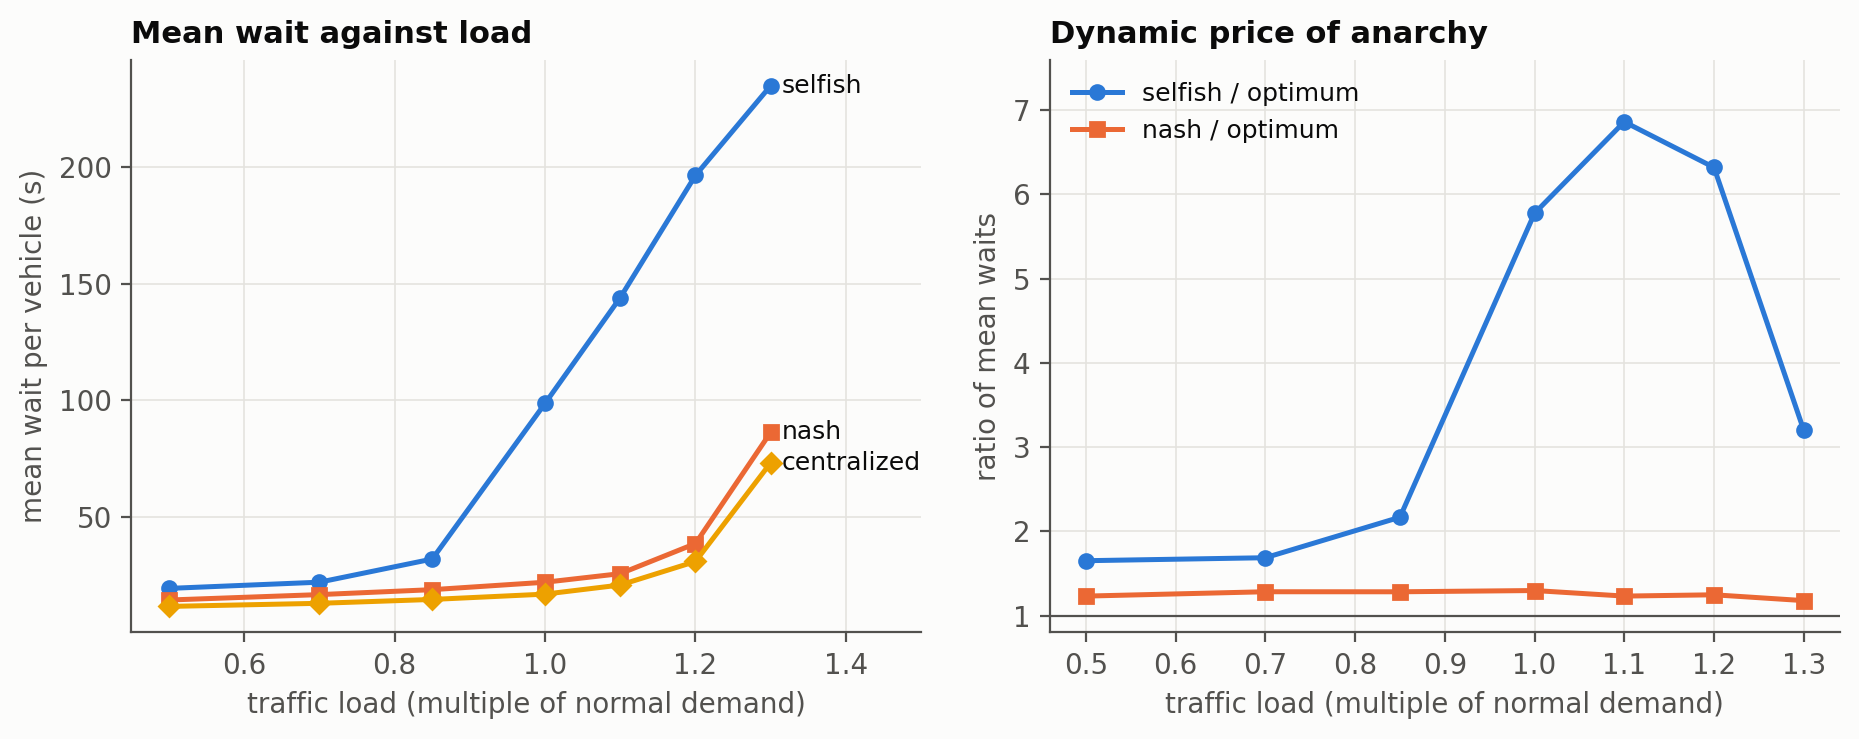 Mean wait against load
mean wait per vehicle (s)
200
150
100
50
selfish
nash
centralized
0.6 0.8 1.0 1.2 1.4
traffic load (multiple of normal demand)
Dynamic price of anarchy
ratio of mean waits
selfish / optimum
nash / optimum
7
6
5
4
3
2
1
0.5 0.6 0.7 0.8 0.9 1.0 1.1 1.2 1.3
traffic load (multiple of normal demand)